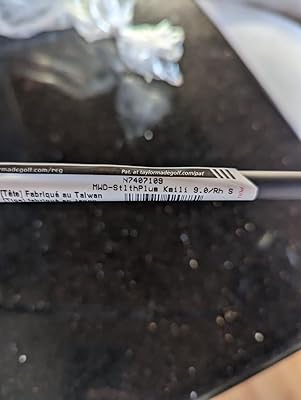 rmadegolf.com/reg
Pat. at taylormadegolf.com/pat
N7407109
MWD-StlthPlus Kaili 9.0/Rh S
[Tête] Fabriqué au Taiwan